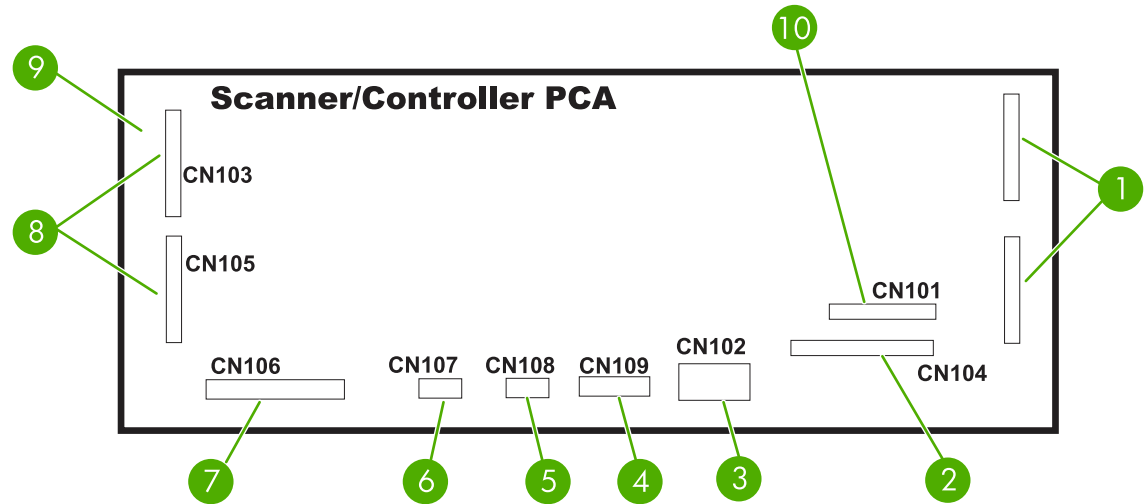 10
9
Scanner/Controller PCA
CN103
1
8
CN105
CN101
CN102
CN106
CN107
CN108
CN109
CN104
7
6
5
4
3
2